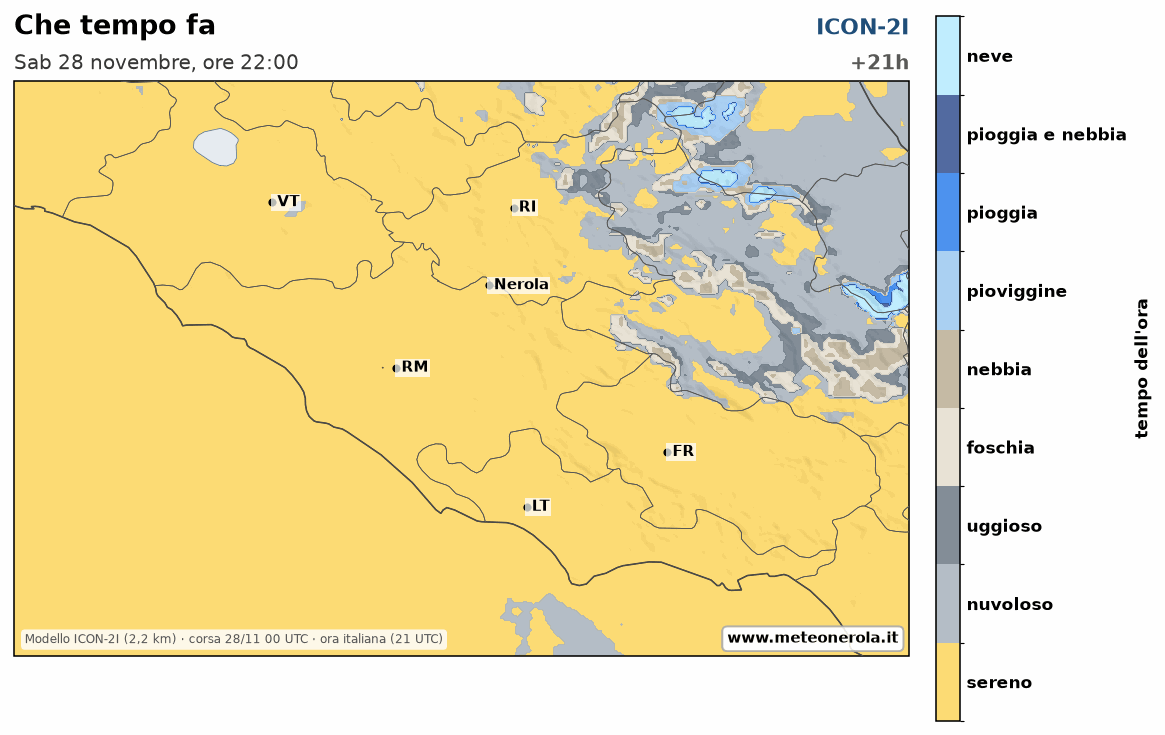 Che tempo fa
ICON-2I
Sab 28 novembre, ore 22:00
+21h
neve
pioggia e nebbia
pioggia
pioviggine
nebbia
foschia
uggioso
nuvoloso
sereno
tempo dell'ora
VT
RI
Nerola
RM
FR
LT
Modello ICON-2I (2,2 km) · corsa 28/11 00 UTC · ora italiana (21 UTC)
www.meteonerola.it